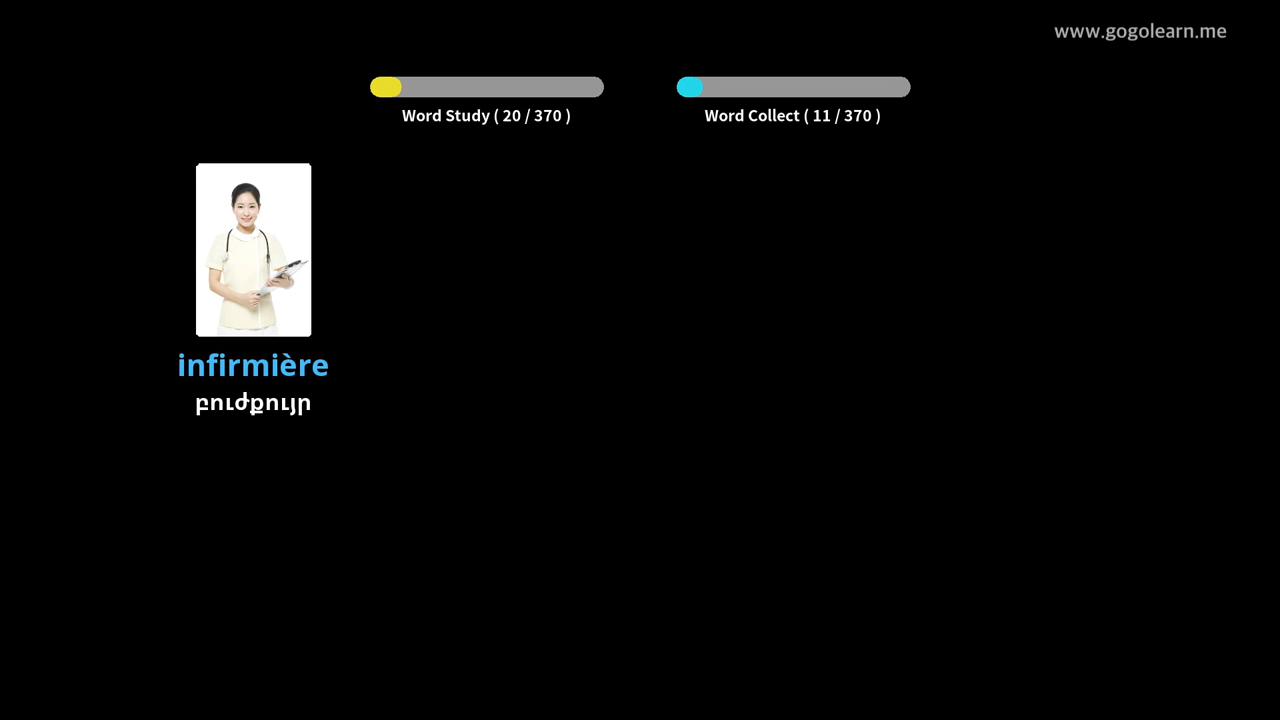 www.gogolearn.me
Word Study ( 20 / 370 )
Word Collect ( 11 / 370 )
infirmière
բուժքույր